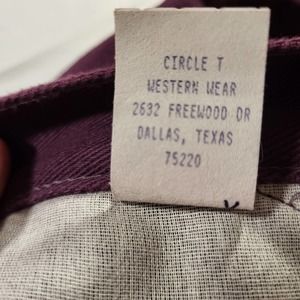 CIRCLE T
WESTERN WEAR
2632 FREEWOOD DR
DALLAS, TEXAS
75220